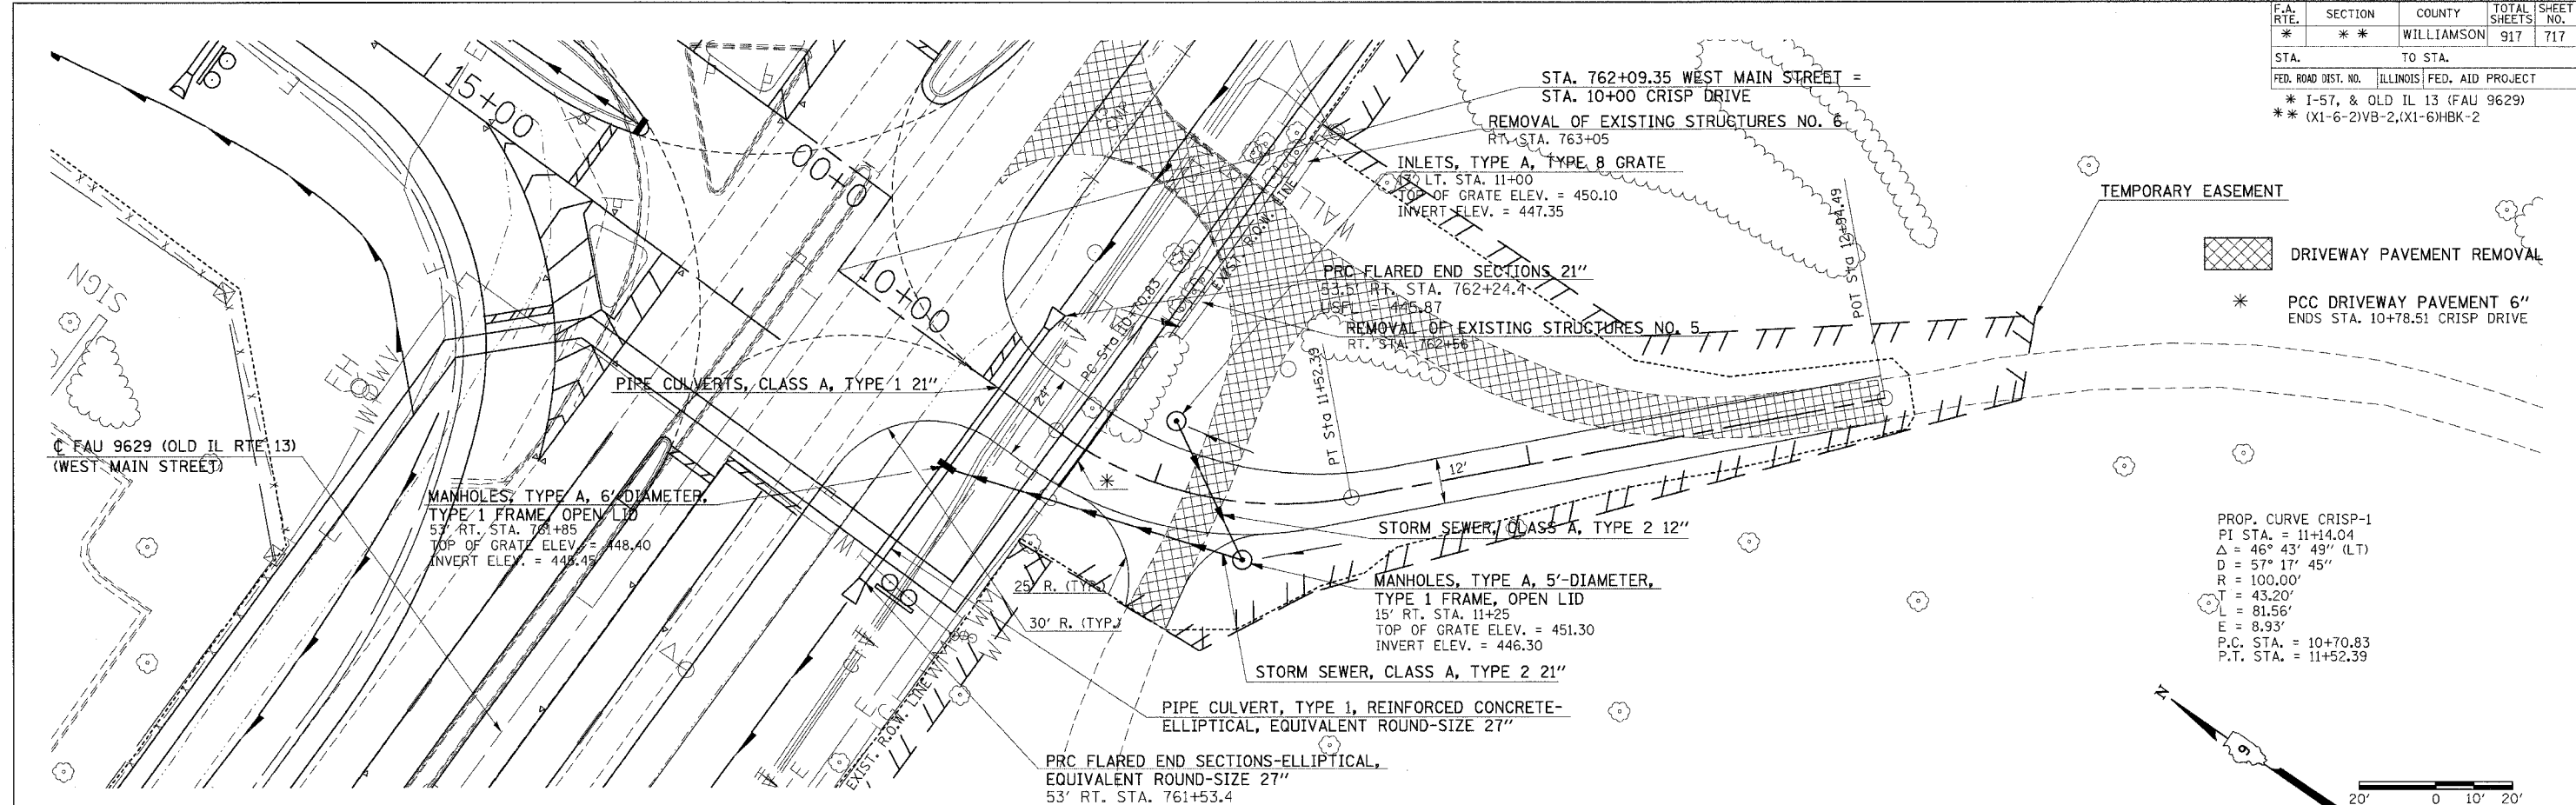 F.A. RTE. SECTION COUNTY TOTAL SHEETS SHEET NO.
* * * WILLIAMSON 917 717
STA. TO STA.
FED. ROAD DIST. NO. ILLINOIS FED. AID PROJECT
* I-57, & OLD IL 13 (FAU 9629)
** (X1-6-2)VB-2,(X1-6)HBK-2
STA. 762+09.35 WEST MAIN STREET =
STA. 10+00 CRISP DRIVE
REMOVAL OF EXISTING STRUCTURES NO. 6
RT. STA. 763+05
INLETS, TYPE A, TYPE 8 GRATE
LT. STA. 11+00
TOP OF GRATE ELEV. = 450.10
INVERT ELEV. = 447.35
TEMPORARY EASEMENT
DRIVEWAY PAVEMENT REMOVAL
* PCC DRIVEWAY PAVEMENT 6"
ENDS STA. 10+78.51 CRISP DRIVE
15+00
00+0
10+00
CMP
WALL
EXIST. R.O.W. LINE
POT Sta 12+94.49
SIGN
PRC FLARED END SECTIONS 21"
53.5' RT. STA. 762+24.4
REMOVAL OF EXISTING STRUCTURES NO. 5
RT. STA. 762+56
PC Sta 10+70.83
CTV
24'
PT Sta 11+52.39
PIPE CULVERTS, CLASS A, TYPE 1 21"
℄ FAU 9629 (OLD IL RTE 13)
(WEST MAIN STREET)
MANHOLES, TYPE A, 6'-DIAMETER,
TYPE 1 FRAME, OPEN LID
53' RT. STA. 761+85
TOP OF GRATE ELEV. = 448.40
*
12'
STORM SEWER, CLASS A, TYPE 2 12"
MANHOLES, TYPE A, 5'-DIAMETER,
TYPE 1 FRAME, OPEN LID
15' RT. STA. 11+25
TOP OF GRATE ELEV. = 451.30
INVERT ELEV. = 446.30
25' R. (TYP.)
30' R. (TYP.)
STORM SEWER, CLASS A, TYPE 2 21"
PIPE CULVERT, TYPE 1, REINFORCED CONCRETE-
ELLIPTICAL, EQUIVALENT ROUND-SIZE 27"
PRC FLARED END SECTIONS-ELLIPTICAL,
EQUIVALENT ROUND-SIZE 27"
53' RT. STA. 761+53.4
EXIST. R.O.W. LINE
PROP. CURVE CRISP-1
PI STA. = 11+14.04
Δ = 46° 43' 49" (LT)
D = 57° 17' 45"
R = 100.00'
T = 43.20'
L = 81.56'
E = 8.93'
P.C. STA. = 10+70.83
P.T. STA. = 11+52.39
N
20' 0 10' 20'